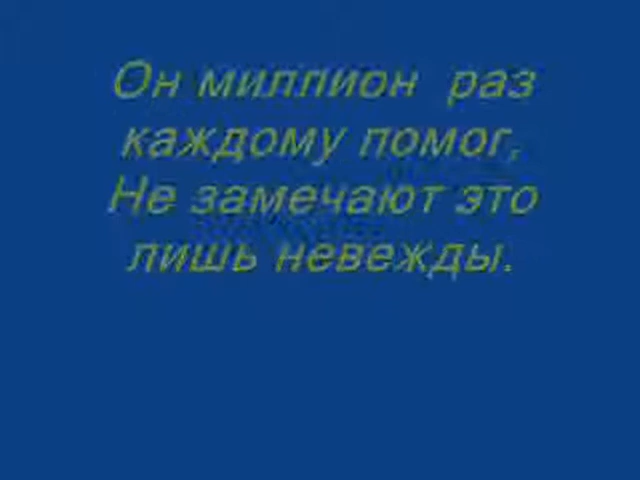 Он миллион раз
каждому помог,
Не замечают это
лишь невежды.